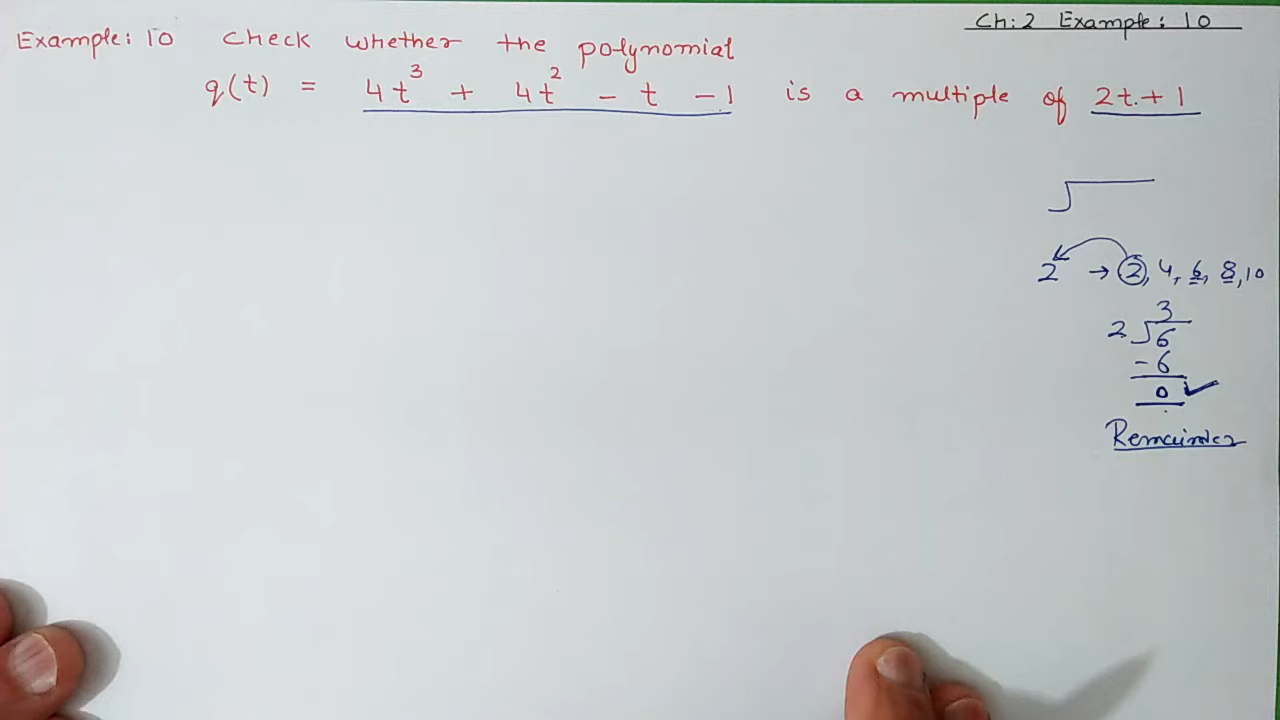 Ch:2 Example: 10
Example: 10 Check whether the polynomial
q(t) = 4t³ + 4t² - t - 1 is a multiple of 2t + 1
2 → 2, 4, 6, 8, 10
3
2 6
- 6
0 ✓
Remainder